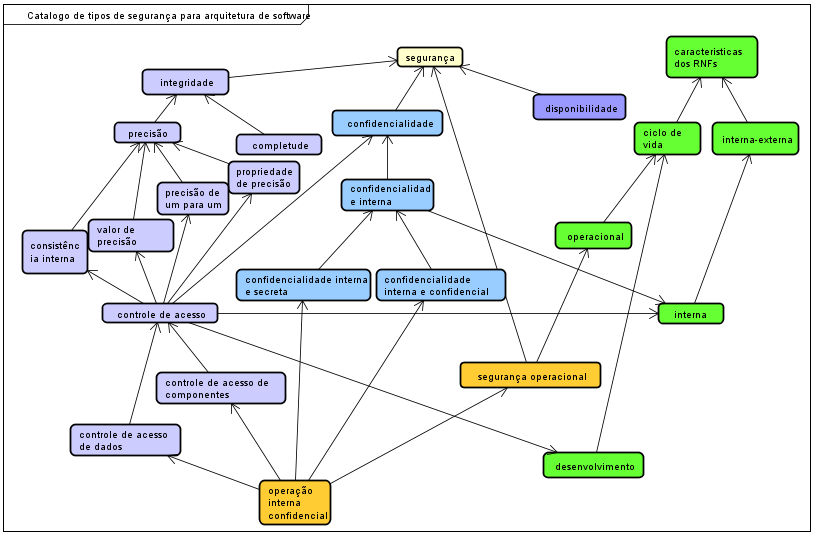 Catalogo de tipos de segurança para arquitetura de software
segurança
caracteristicas
dos RNFs
integridade
disponibilidade
precisão
confidencialidade
completude
ciclo de
vida
interna-externa
propriedade
de precisão
precisão de
um para um
confidencialidad
e interna
valor de
precisão
consistênc
ia interna
operacional
confidencialidade interna
e secreta
confidencialidade
interna e confidencial
controle de acesso
interna
controle de acesso de
componentes
segurança operacional
controle de acesso
de dados
desenvolvimento
operação
interna
confidencial